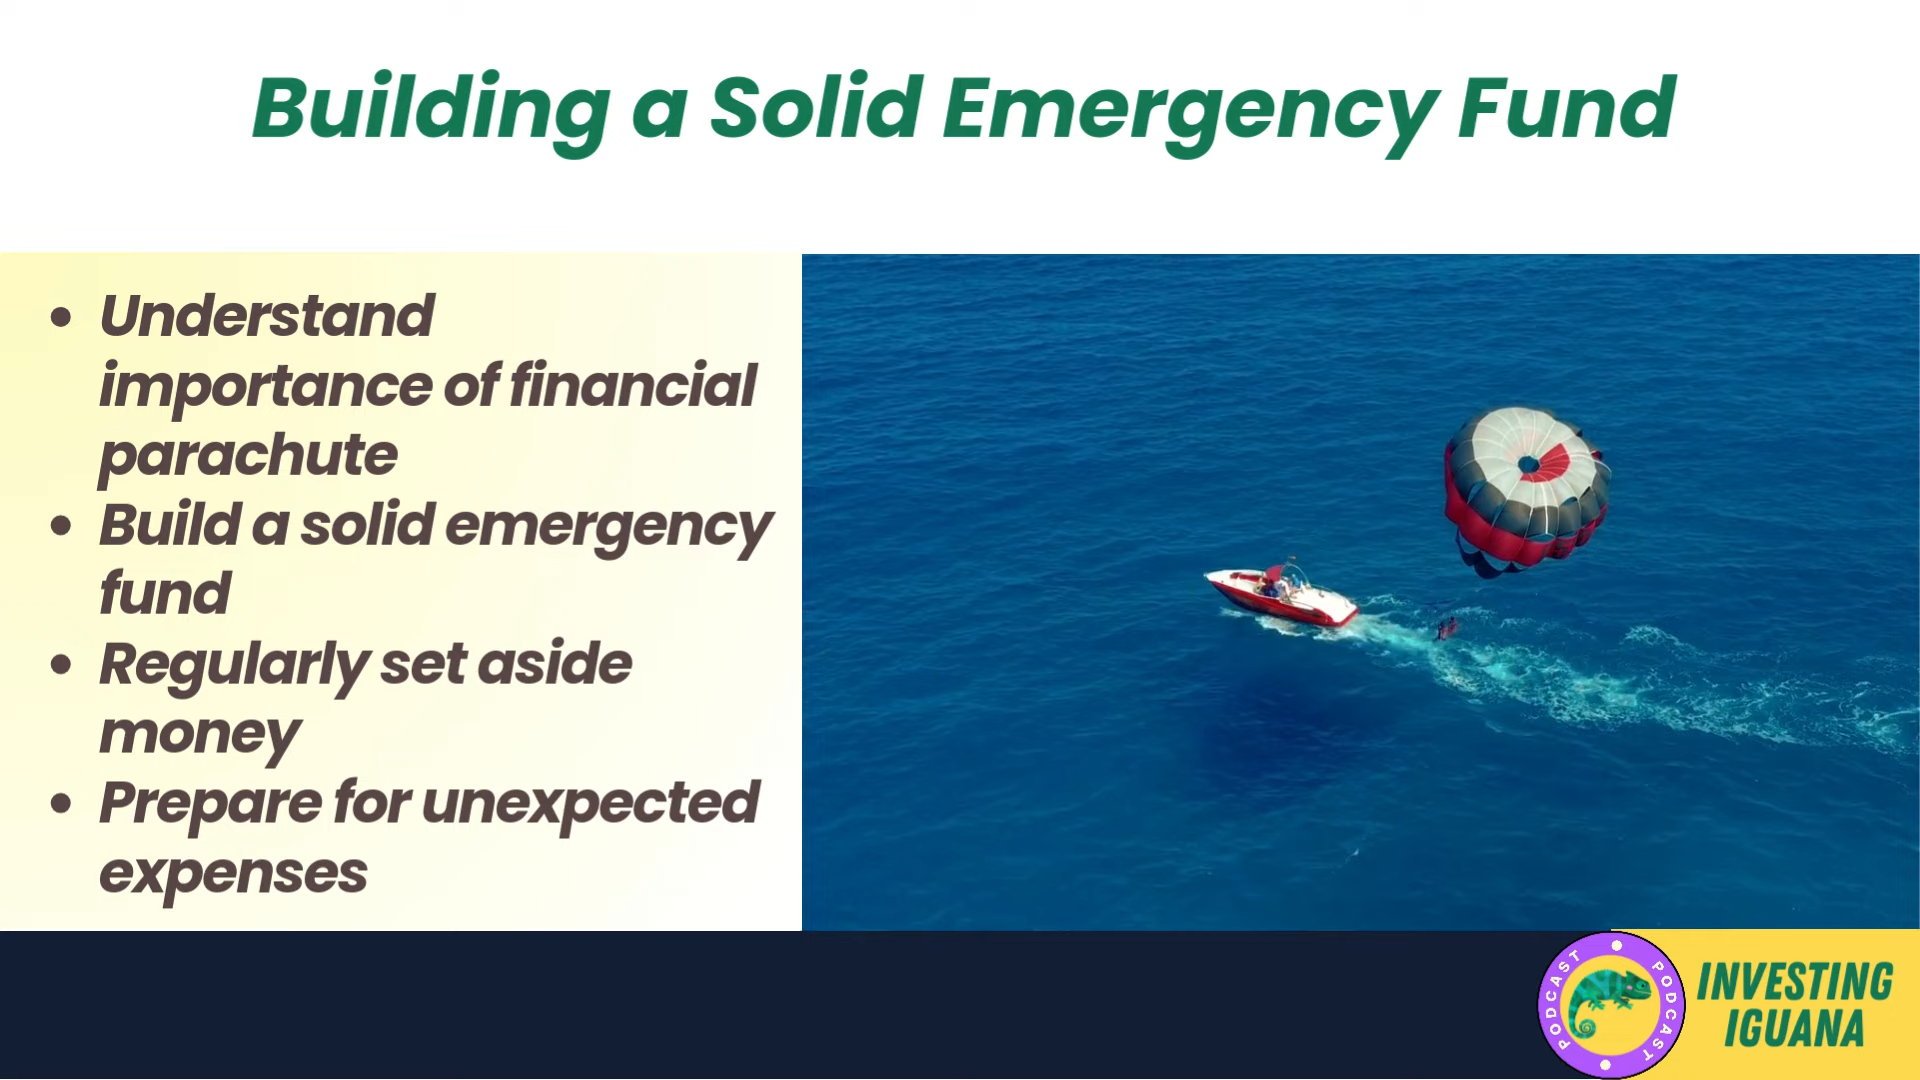 Building a Solid Emergency Fund
• Understand
importance of financial
parachute
• Build a solid emergency
fund
• Regularly set aside
money
• Prepare for unexpected
expenses
PODCAST
PODCAST
INVESTING
IGUANA